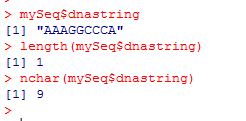 > mySeq$dnastring
[1] "AAAGGCCCA"
> length(mySeq$dnastring)
[1] 1
> nchar(mySeq$dnastring)
[1] 9
>